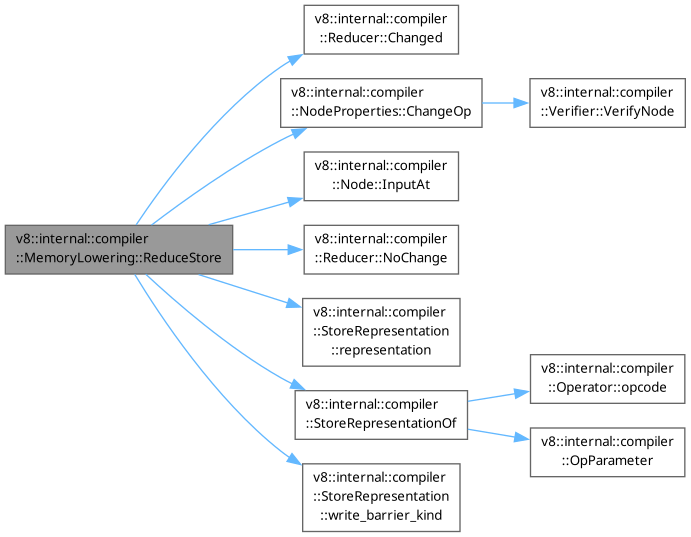 v8::internal::compiler
::Reducer::Changed
v8::internal::compiler
::NodeProperties::ChangeOp
v8::internal::compiler
::Verifier::VerifyNode
v8::internal::compiler
::Node::InputAt
v8::internal::compiler
::MemoryLowering::ReduceStore
v8::internal::compiler
::Reducer::NoChange
v8::internal::compiler
::StoreRepresentation
::representation
v8::internal::compiler
::StoreRepresentationOf
v8::internal::compiler
::Operator::opcode
v8::internal::compiler
::OpParameter
v8::internal::compiler
::StoreRepresentation
::write_barrier_kind